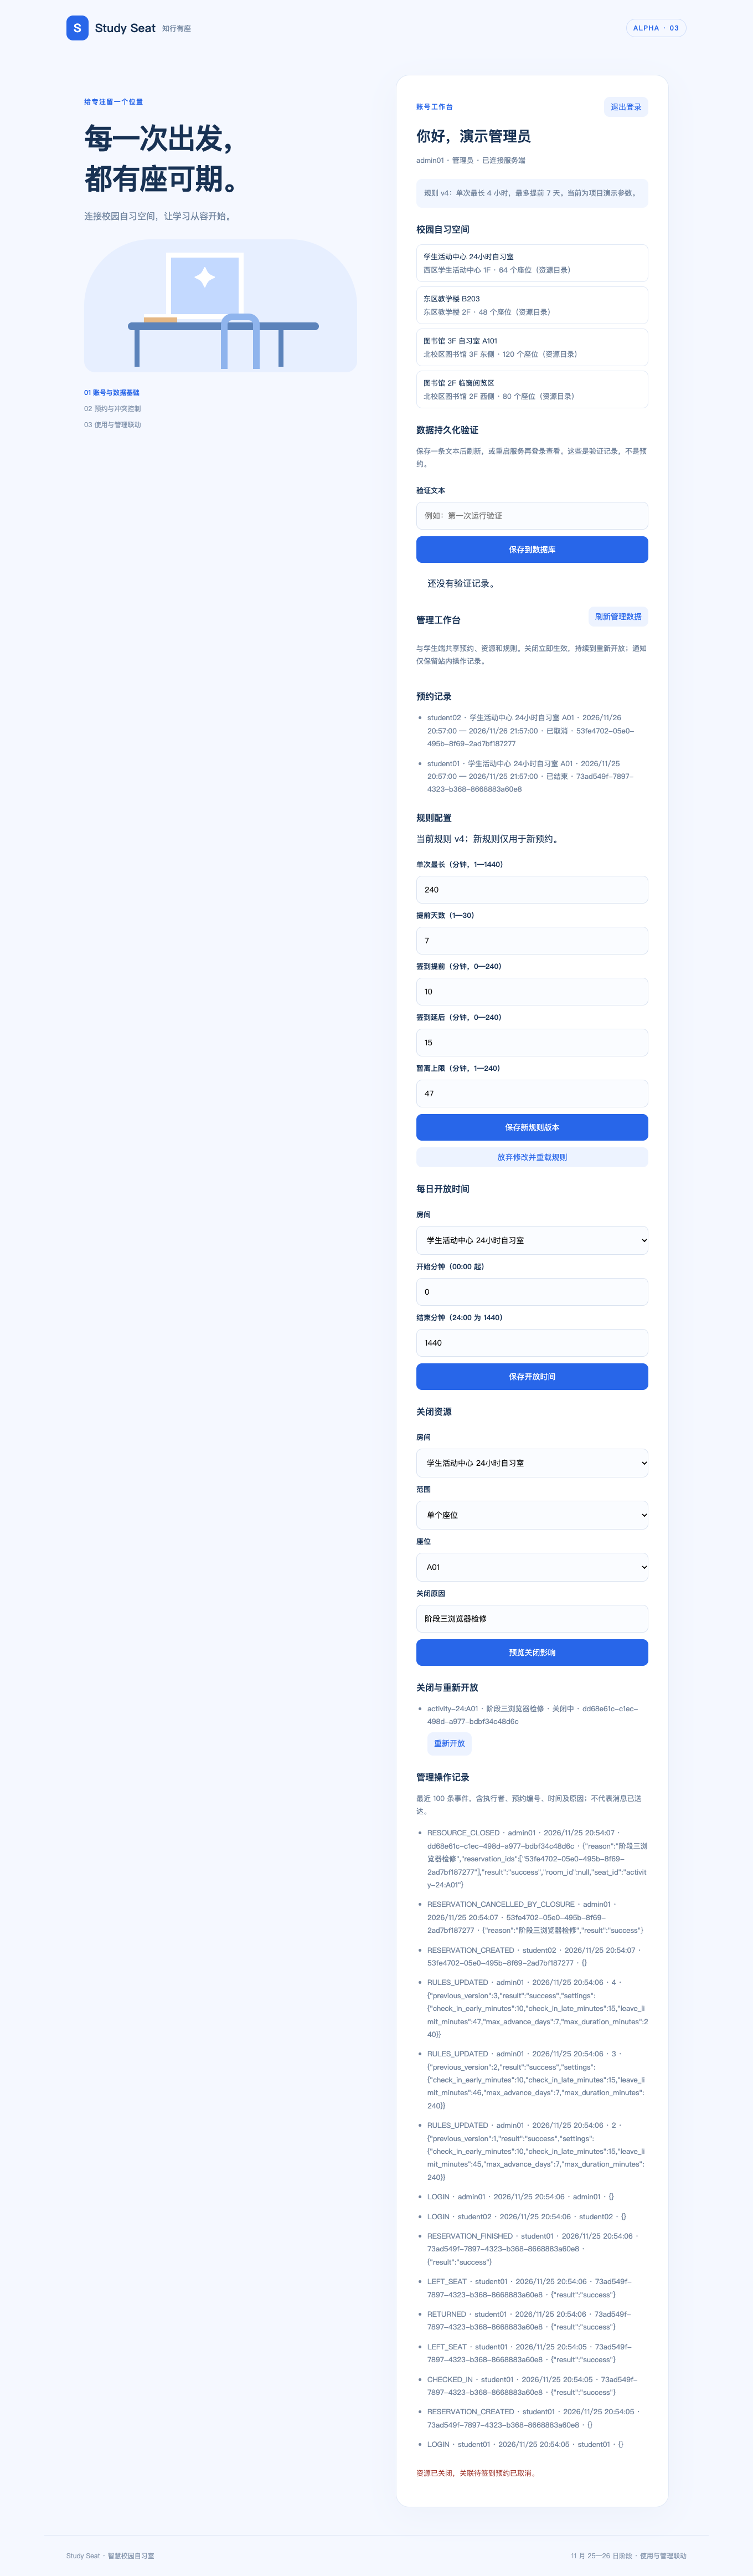 S Study Seat 知行有座
ALPHA · 03
给专注留一个位置
每一次出发，
都有座可期。
连接校园自习空间，让学习从容开始。
01 账号与数据基础
02 预约与冲突控制
03 使用与管理联动
账号工作台
退出登录
你好，演示管理员
admin01 · 管理员 · 已连接服务端
规则 v4：单次最长 4 小时，最多提前 7 天。当前为项目演示参数。
校园自习空间
学生活动中心 24小时自习室
西区学生活动中心 1F · 64 个座位（资源目录）
东区教学楼 B203
东区教学楼 2F · 48 个座位（资源目录）
图书馆 3F 自习室 A101
北校区图书馆 3F 东侧 · 120 个座位（资源目录）
图书馆 2F 临窗阅览区
北校区图书馆 2F 西侧 · 80 个座位（资源目录）
数据持久化验证
保存一条文本后刷新，或重启服务再登录查看。这些是验证记录，不是预
约。
验证文本
例如：第一次运行验证
保存到数据库
还没有验证记录。
管理工作台
刷新管理数据
与学生端共享预约、资源和规则。关闭立即生效，持续到重新开放；通知
仅保留站内操作记录。
预约记录
student02 · 学生活动中心 24小时自习室 A01 · 2026/11/26
20:57:00 — 2026/11/26 21:57:00 · 已取消 · 53fe4702-05e0-
495b-8f69-2ad7bf187277
student01 · 学生活动中心 24小时自习室 A01 · 2026/11/25
20:57:00 — 2026/11/25 21:57:00 · 已结束 · 73ad549f-7897-
4323-b368-8668883a60e8
规则配置
当前规则 v4；新规则仅用于新预约。
单次最长（分钟，1—1440）
240
提前天数（1—30）
7
签到提前（分钟，0—240）
10
签到延后（分钟，0—240）
15
暂离上限（分钟，1—240）
47
保存新规则版本
放弃修改并重载规则
每日开放时间
房间
学生活动中心 24小时自习室
开始分钟（00:00 起）
0
结束分钟（24:00 为 1440）
1440
保存开放时间
关闭资源
房间
学生活动中心 24小时自习室
范围
单个座位
座位
A01
关闭原因
阶段三浏览器检修
预览关闭影响
关闭与重新开放
activity-24:A01 · 阶段三浏览器检修 · 关闭中 · dd68e61c-c1ec-
498d-a977-bdbf34c48d6c
重新开放
管理操作记录
最近 100 条事件，含执行者、预约编号、时间及原因；不代表消息已送
达。
RESOURCE_CLOSED · admin01 · 2026/11/25 20:54:07 ·
dd68e61c-c1ec-498d-a977-bdbf34c48d6c · {"reason":"阶段三浏
览器检修","reservation_ids":["53fe4702-05e0-495b-8f69-
2ad7bf187277"],"result":"success","room_id":null,"seat_id":"activit
y-24:A01"}
RESERVATION_CANCELLED_BY_CLOSURE · admin01 ·
2026/11/25 20:54:07 · 53fe4702-05e0-495b-8f69-
2ad7bf187277 · {"reason":"阶段三浏览器检修","result":"success"}
RESERVATION_CREATED · student02 · 2026/11/25 20:54:07 ·
53fe4702-05e0-495b-8f69-2ad7bf187277 · {}
RULES_UPDATED · admin01 · 2026/11/25 20:54:06 · 4 ·
{"previous_version":3,"result":"success","settings":
{"check_in_early_minutes":10,"check_in_late_minutes":15,"leave_li
mit_minutes":47,"max_advance_days":7,"max_duration_minutes":2
40}}
RULES_UPDATED · admin01 · 2026/11/25 20:54:06 · 3 ·
{"previous_version":2,"result":"success","settings":
{"check_in_early_minutes":10,"check_in_late_minutes":15,"leave_li
mit_minutes":46,"max_advance_days":7,"max_duration_minutes":
240}}
RULES_UPDATED · admin01 · 2026/11/25 20:54:06 · 2 ·
{"previous_version":1,"result":"success","settings":
{"check_in_early_minutes":10,"check_in_late_minutes":15,"leave_li
mit_minutes":45,"max_advance_days":7,"max_duration_minutes":
240}}
LOGIN · admin01 · 2026/11/25 20:54:06 · admin01 · {}
LOGIN · student02 · 2026/11/25 20:54:06 · student02 · {}
RESERVATION_FINISHED · student01 · 2026/11/25 20:54:06 ·
73ad549f-7897-4323-b368-8668883a60e8 ·
{"result":"success"}
LEFT_SEAT · student01 · 2026/11/25 20:54:06 · 73ad549f-
7897-4323-b368-8668883a60e8 · {"result":"success"}
RETURNED · student01 · 2026/11/25 20:54:06 · 73ad549f-
7897-4323-b368-8668883a60e8 · {"result":"success"}
LEFT_SEAT · student01 · 2026/11/25 20:54:05 · 73ad549f-
7897-4323-b368-8668883a60e8 · {"result":"success"}
CHECKED_IN · student01 · 2026/11/25 20:54:05 · 73ad549f-
7897-4323-b368-8668883a60e8 · {"result":"success"}
RESERVATION_CREATED · student01 · 2026/11/25 20:54:05 ·
73ad549f-7897-4323-b368-8668883a60e8 · {}
LOGIN · student01 · 2026/11/25 20:54:05 · student01 · {}
资源已关闭，关联待签到预约已取消。
Study Seat · 智慧校园自习室
11 月 25—26 日阶段 · 使用与管理联动